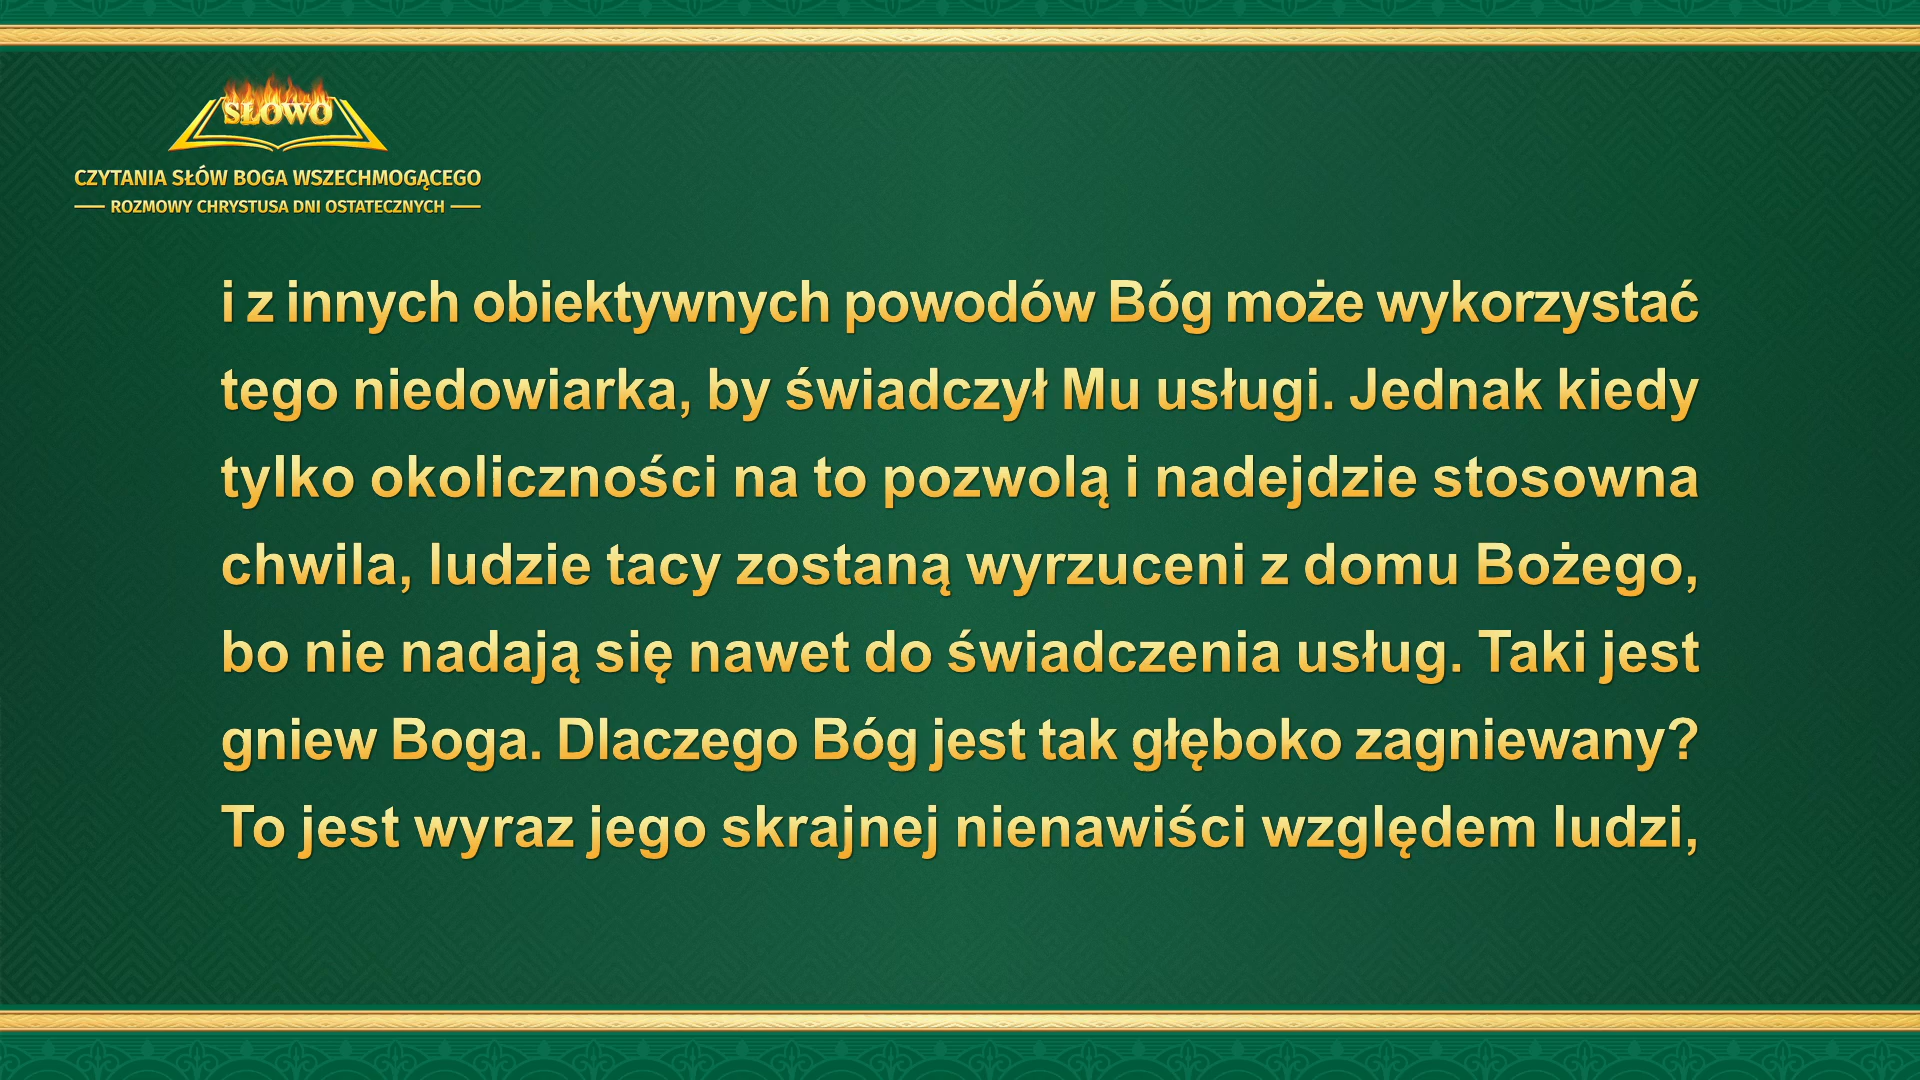 SŁOWO
CZYTANIA SŁÓW BOGA WSZECHMOGĄCEGO
ROZMOWY CHRYSTUSA DNI OSTATECZNYCH
i z innych obiektywnych powodów Bóg może wykorzystać
tego niedowiarka, by świadczył Mu usługi. Jednak kiedy
tylko okoliczności na to pozwolą i nadejdzie stosowna
chwila, ludzie tacy zostaną wyrzuceni z domu Bożego,
bo nie nadają się nawet do świadczenia usług. Taki jest
gniew Boga. Dlaczego Bóg jest tak głęboko zagniewany?
To jest wyraz jego skrajnej nienawiści względem ludzi,